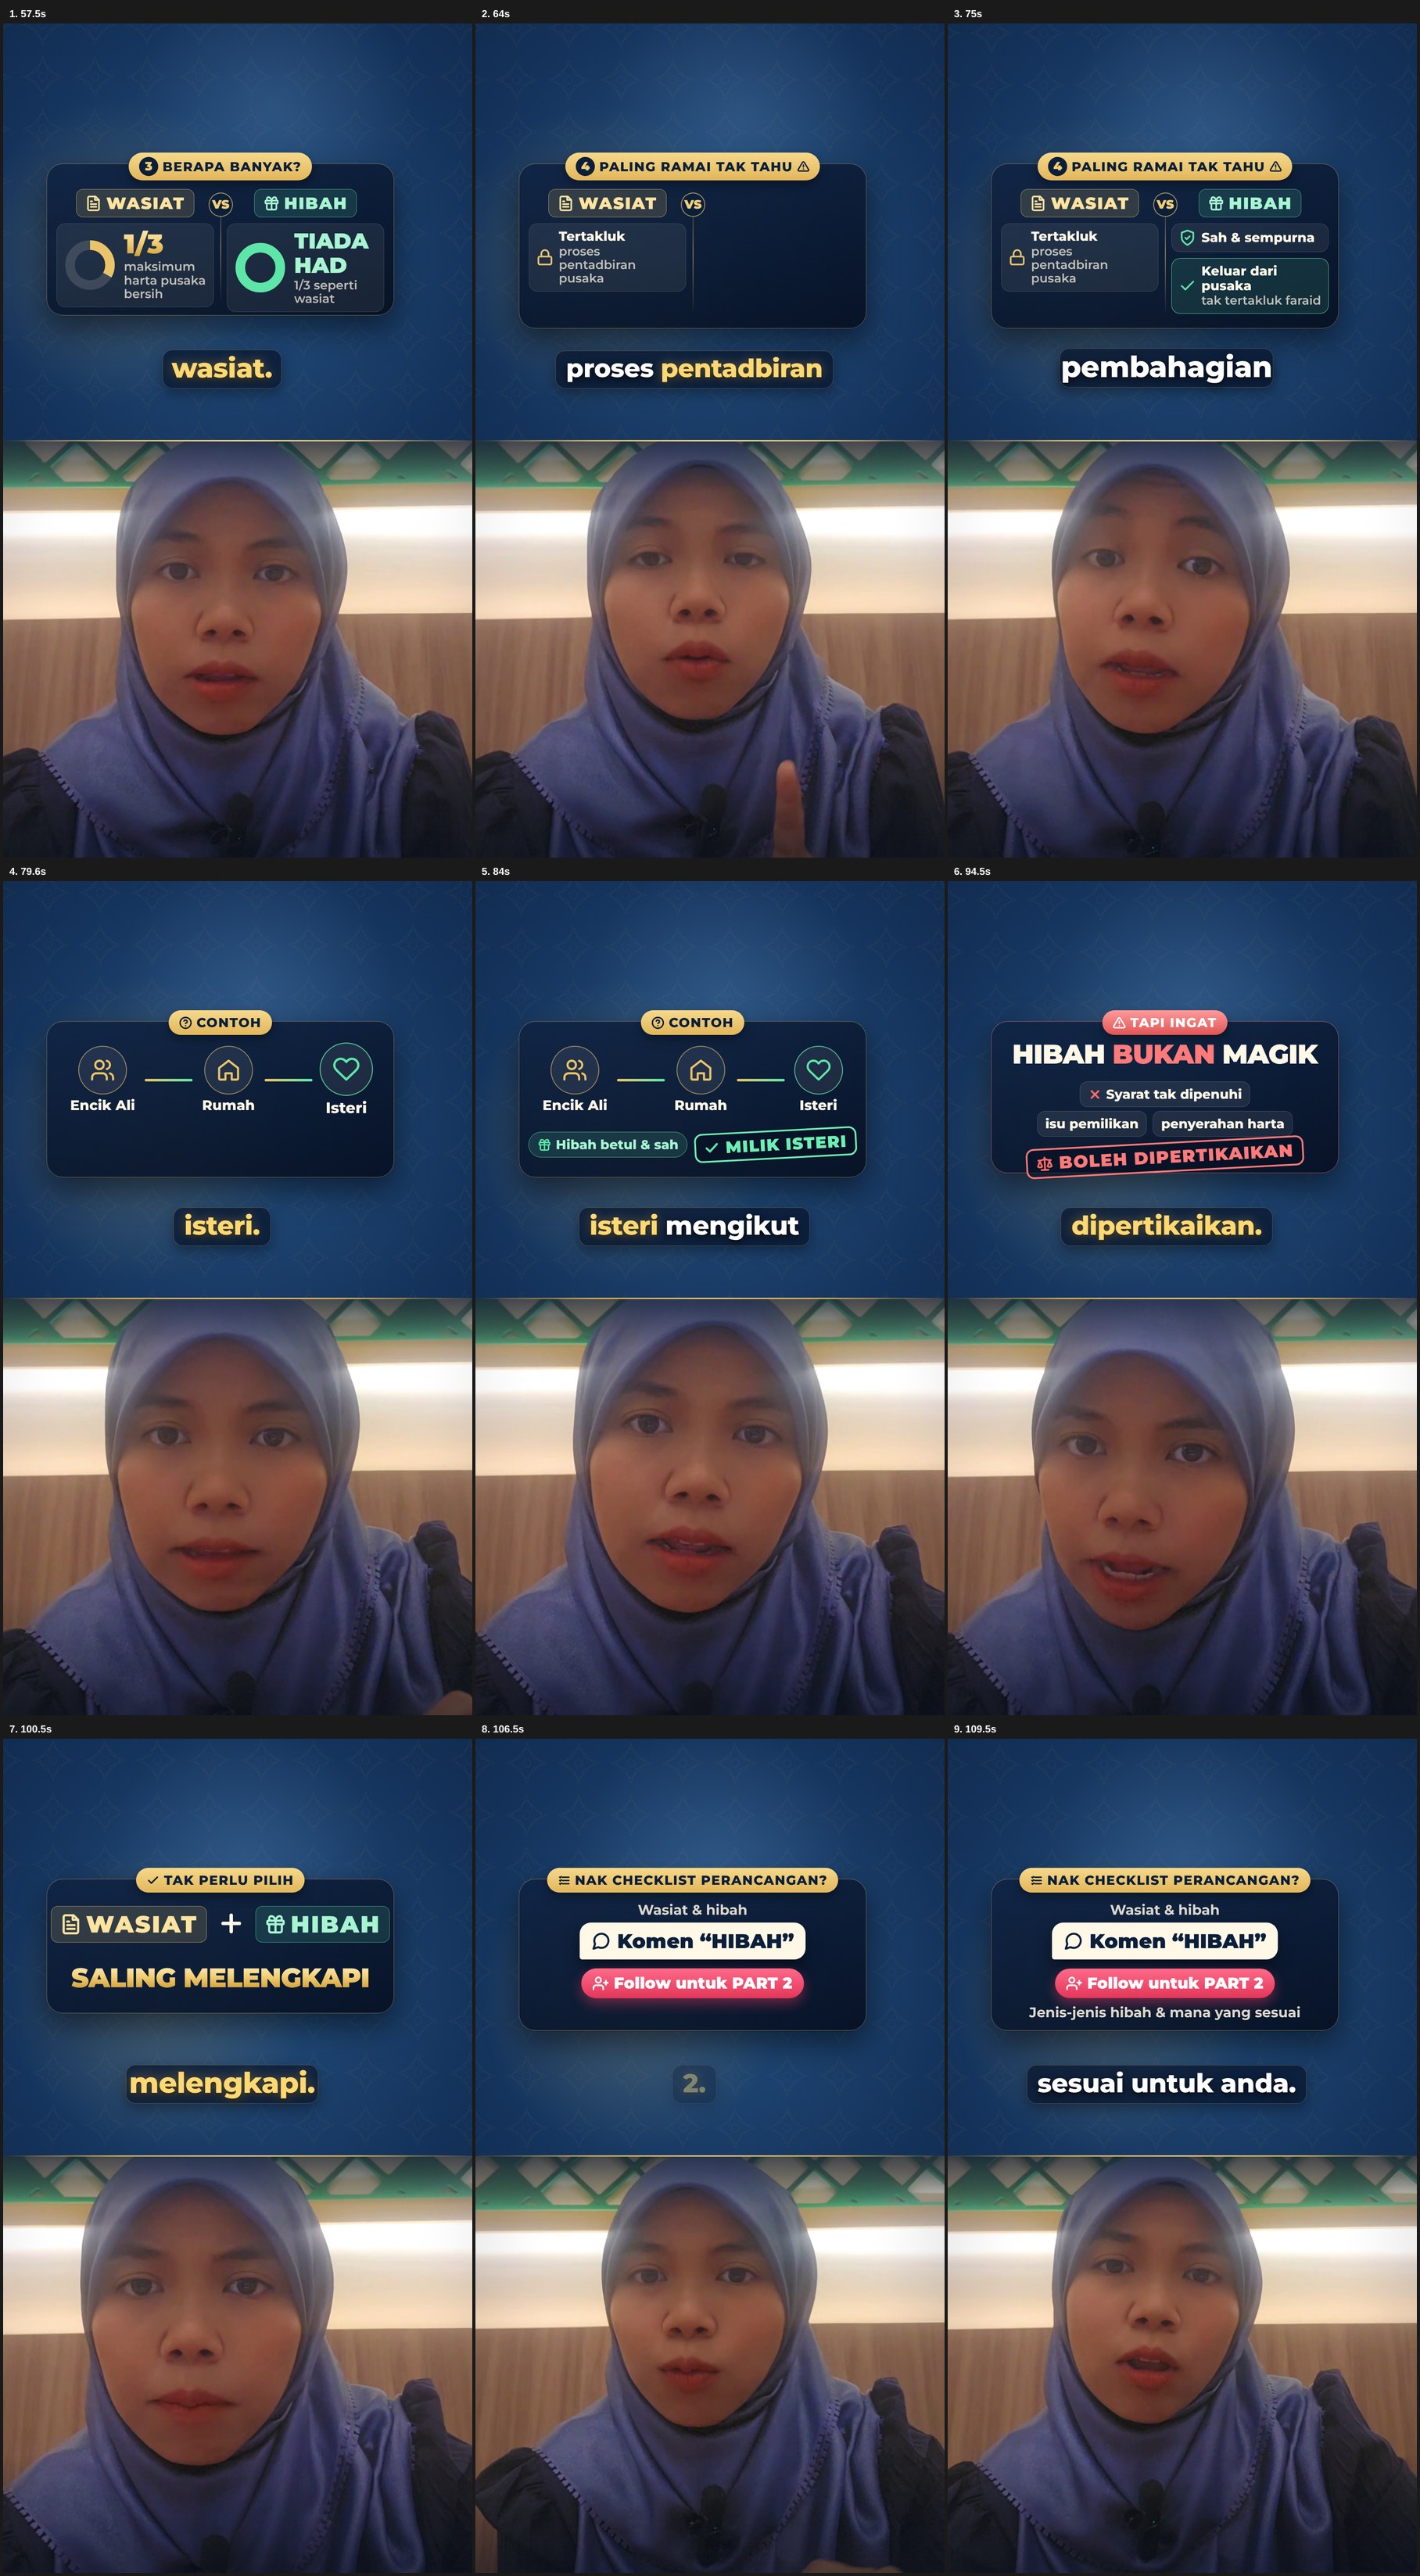 1. 57.5s
3 BERAPA BANYAK?
WASIAT VS HIBAH
1/3
maksimum
harta pusaka
bersih
TIADA
HAD
1/3 seperti
wasiat
wasiat.
2. 64s
4 PALING RAMAI TAK TAHU
WASIAT VS
Tertakluk
proses
pentadbiran
pusaka
proses pentadbiran
3. 75s
4 PALING RAMAI TAK TAHU
WASIAT VS HIBAH
Tertakluk
proses
pentadbiran
pusaka
Sah & sempurna
Keluar dari
pusaka
tak tertakluk faraid
pembahagian
4. 79.6s
CONTOH
Encik Ali Rumah Isteri
isteri.
5. 84s
CONTOH
Encik Ali Rumah Isteri
Hibah betul & sah MILIK ISTERI
isteri mengikut
6. 94.5s
TAPI INGAT
HIBAH BUKAN MAGIK
Syarat tak dipenuhi
isu pemilikan penyerahan harta
BOLEH DIPERTIKAIKAN
dipertikaikan.
7. 100.5s
TAK PERLU PILIH
WASIAT + HIBAH
SALING MELENGKAPI
melengkapi.
8. 106.5s
NAK CHECKLIST PERANCANGAN?
Wasiat & hibah
Komen “HIBAH”
Follow untuk PART 2
2.
9. 109.5s
NAK CHECKLIST PERANCANGAN?
Wasiat & hibah
Komen “HIBAH”
Follow untuk PART 2
Jenis-jenis hibah & mana yang sesuai
sesuai untuk anda.